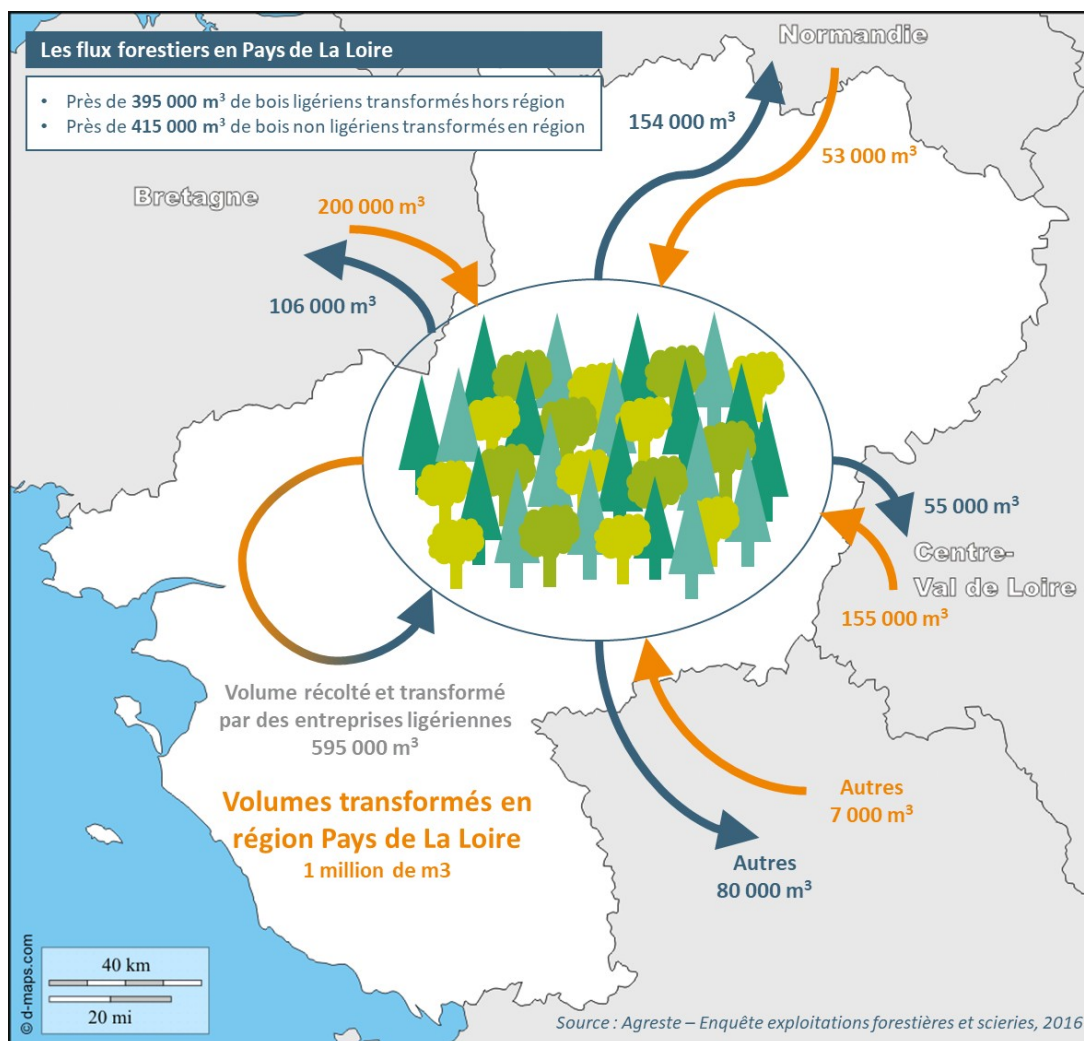 Les flux forestiers en Pays de La Loire
• Près de 395 000 m³ de bois ligériens transformés hors région
• Près de 415 000 m³ de bois non ligériens transformés en région
Normandie
154 000 m³
53 000 m³
Bretagne
200 000 m³
106 000 m³
55 000 m³
Centre-
Val de Loire
155 000 m³
Volume récolté et transformé
par des entreprises ligériennes
595 000 m³
Volumes transformés en
région Pays de La Loire
1 million de m3
Autres
7 000 m³
Autres
80 000 m³
40 km
20 mi
© d-maps.com
Source : Agreste – Enquête exploitations forestières et scieries, 2016